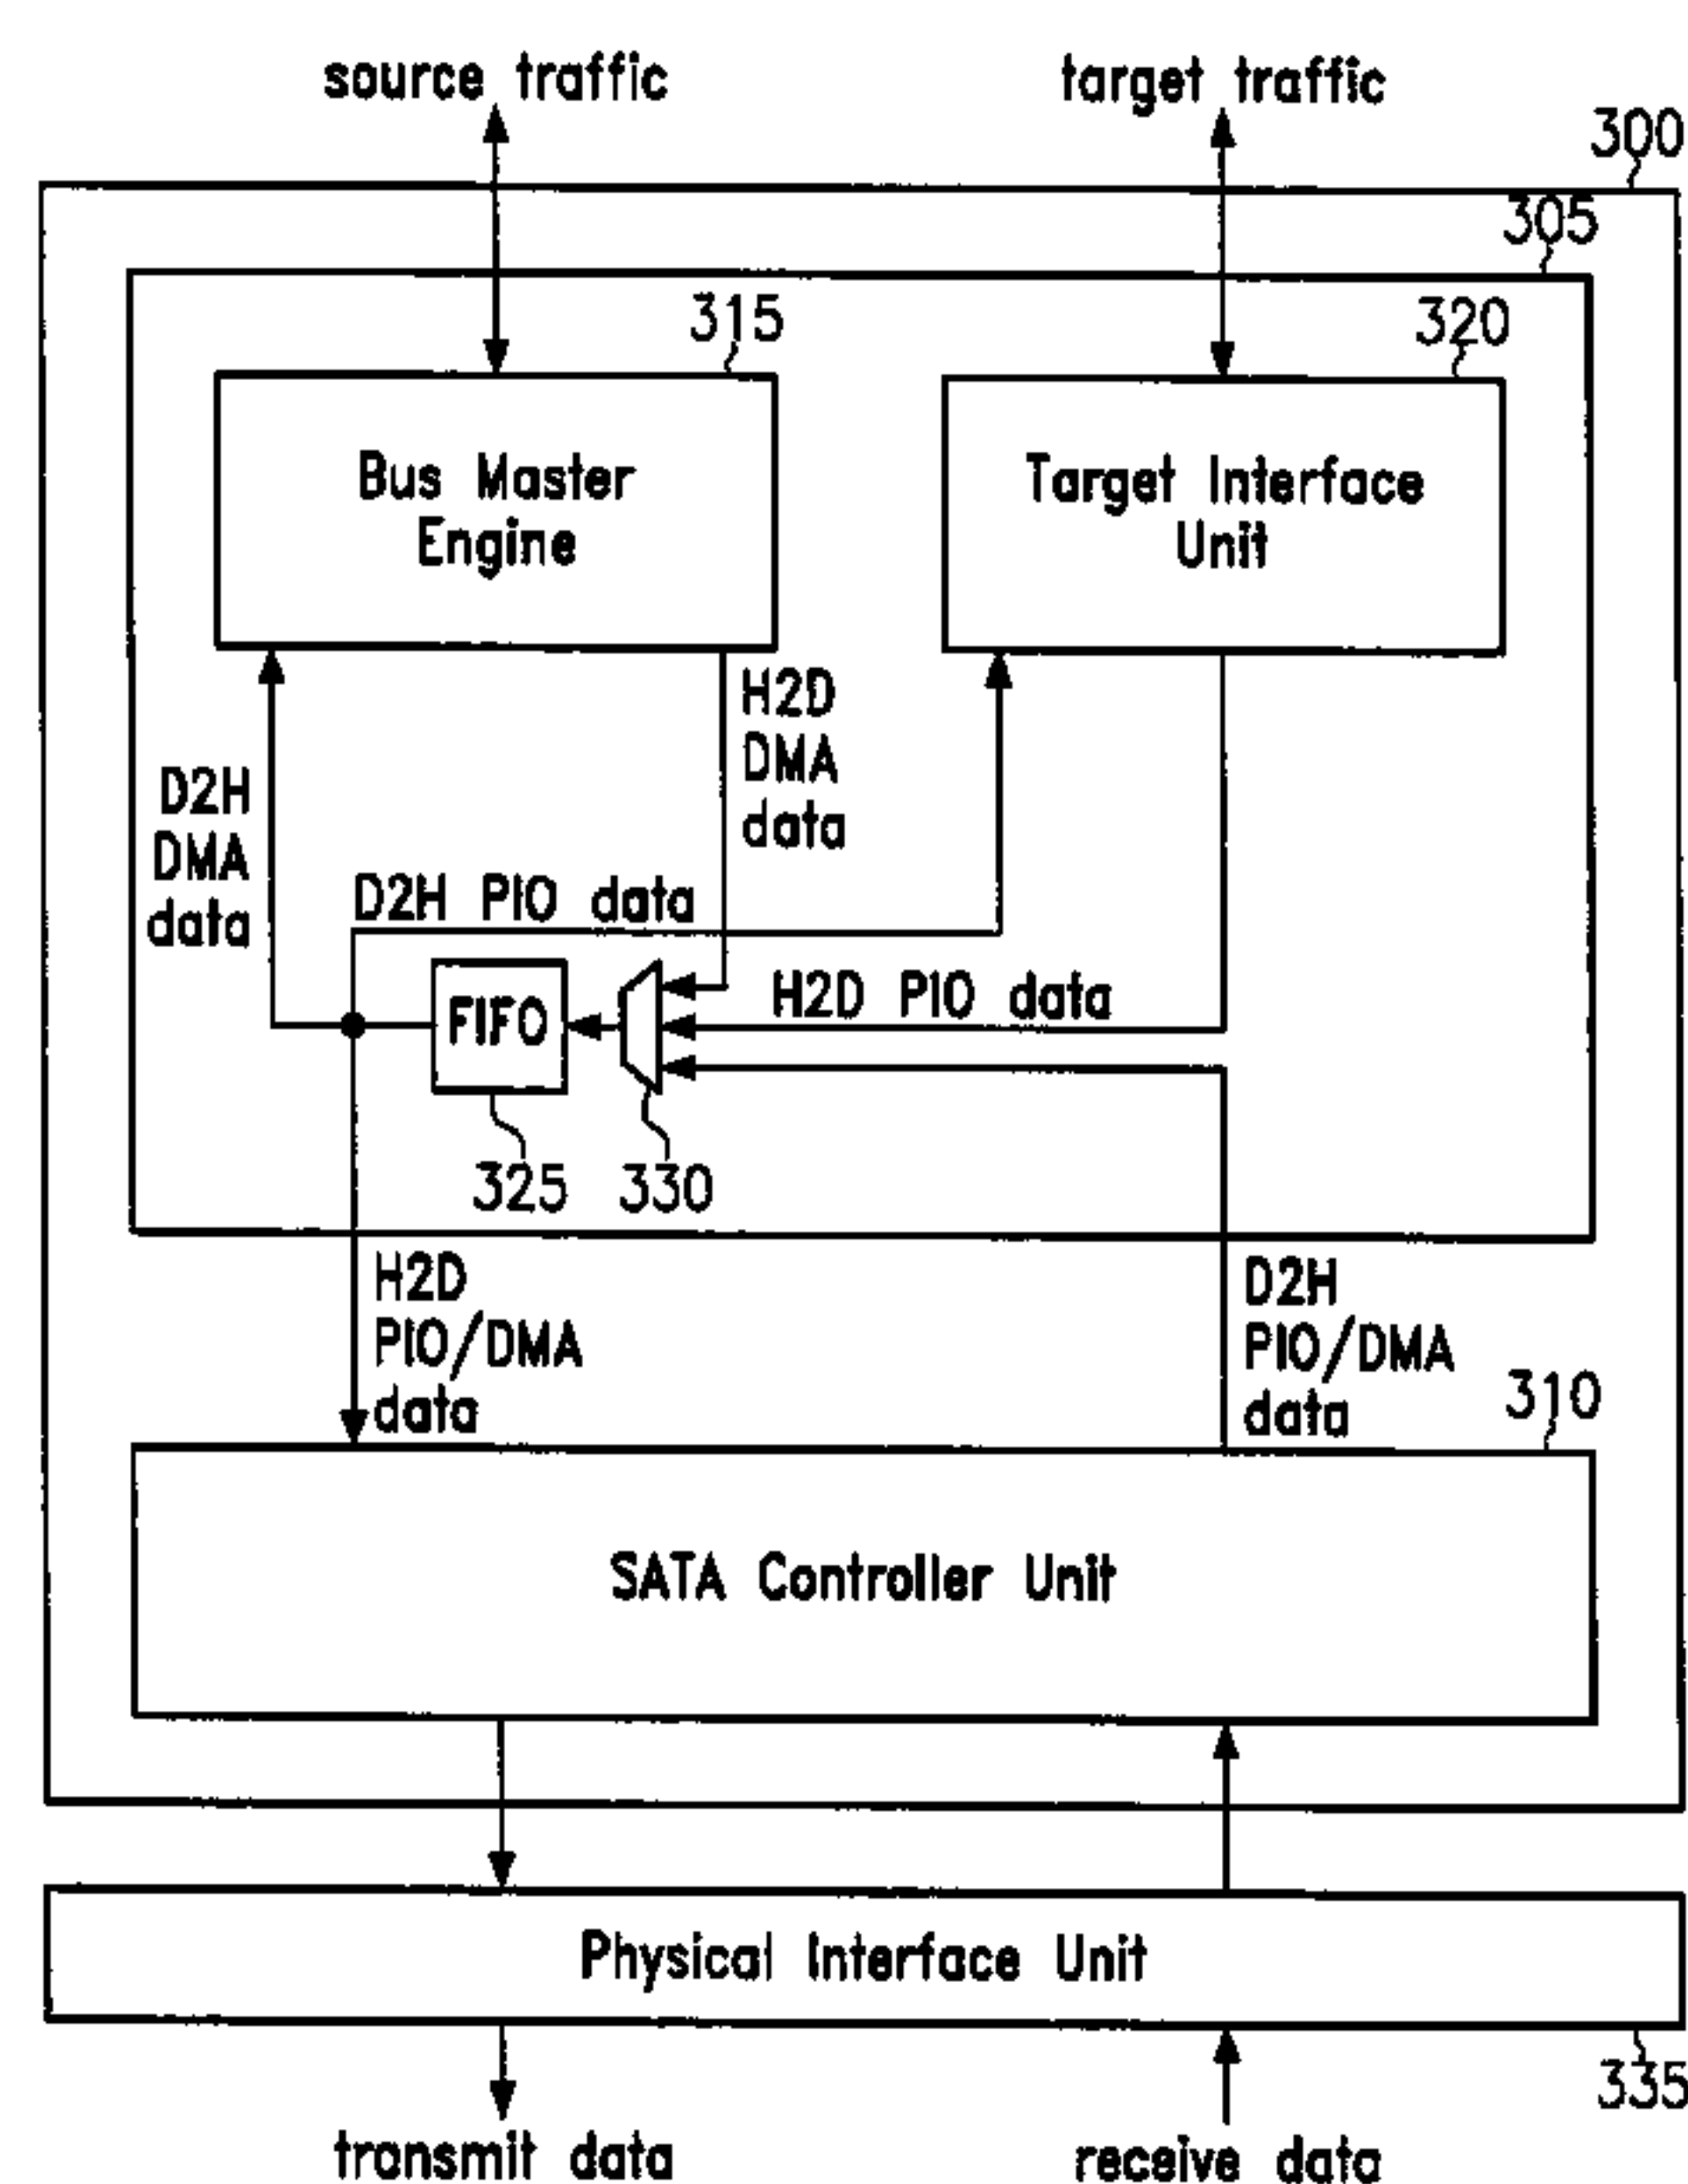 source traffic
target traffic
300
305
315
320
Bus Master
Engine
Target Interface
Unit
H2D
DMA
data
D2H
DMA
data
D2H PIO data
H2D PIO data
FIFO
325
330
H2D
PIO/DMA
data
D2H
PIO/DMA
data
310
SATA Controller Unit
Physical Interface Unit
335
transmit data
receive data